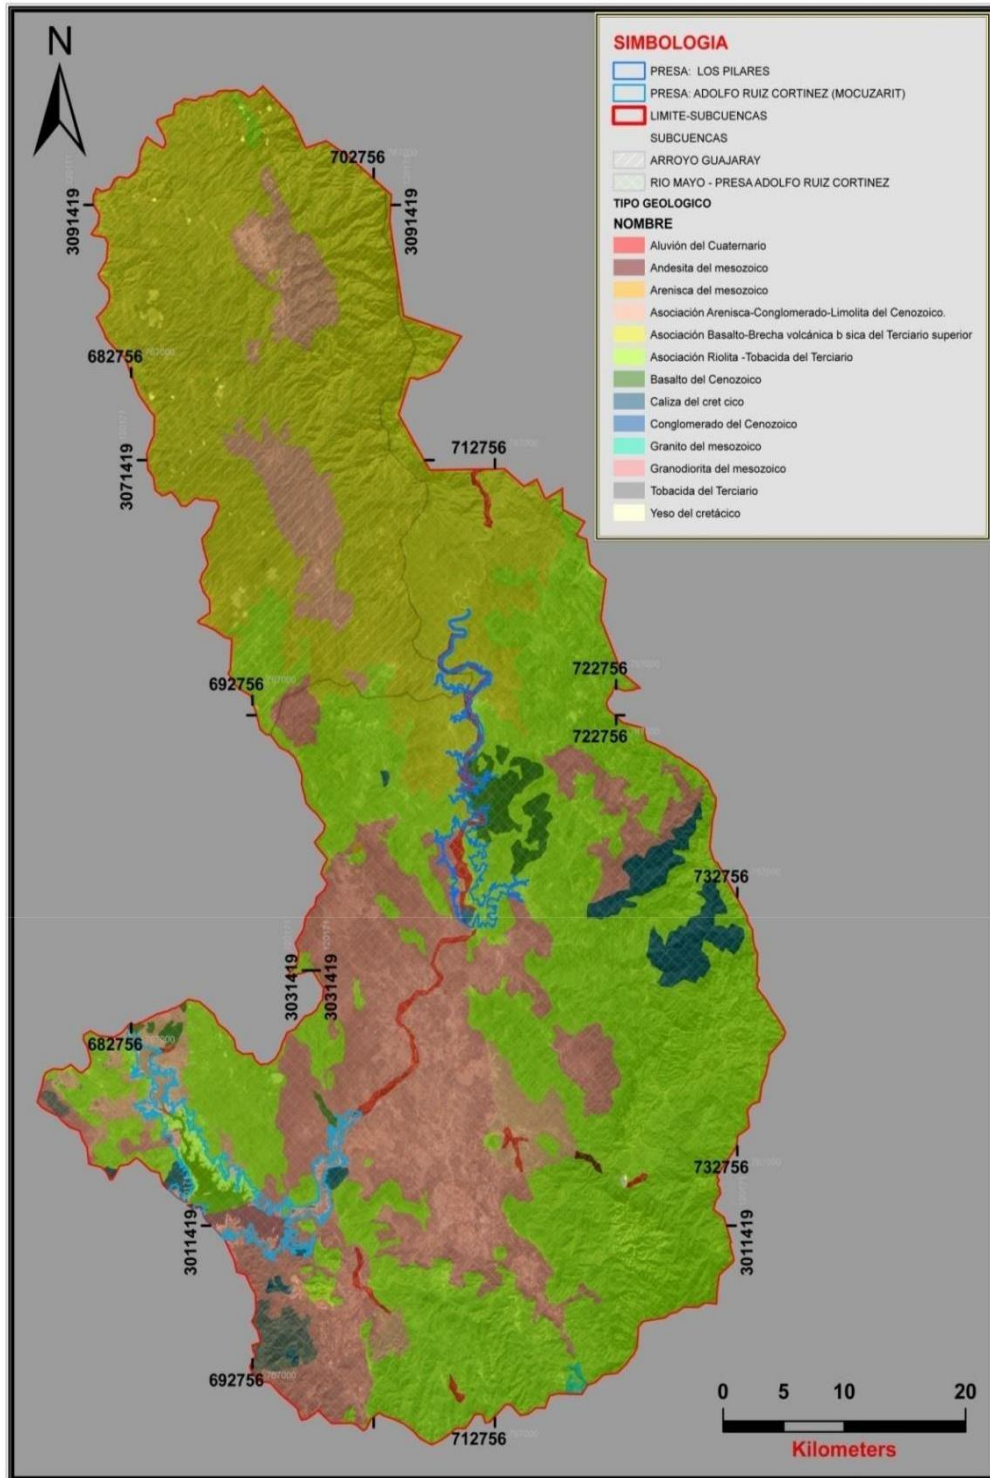 N
SIMBOLOGIA
PRESA: LOS PILARES
PRESA: ADOLFO RUIZ CORTINEZ (MOCUZARIT)
LIMITE-SUBCUENCAS
SUBCUENCAS
ARROYO GUAJARAY
RIO MAYO - PRESA ADOLFO RUIZ CORTINEZ
TIPO GEOLOGICO
NOMBRE
Aluvión del Cuaternario
Andesita del mesozoico
Arenisca del mesozoico
Asociación Arenisca-Conglomerado-Limolita del Cenozoico.
Asociación Basalto-Brecha volcánica b sica del Terciario superior
Asociación Riolita -Tobacida del Terciario
Basalto del Cenozoico
Caliza del cret cico
Conglomerado del Cenozoico
Granito del mesozoico
Granodiorita del mesozoico
Tobacida del Terciario
Yeso del cretácico
702756
3091419
3091419
682756
712756
3071419
692756
722756
722756
732756
3031419
3031419
682756
732756
3011419
3011419
692756
712756
0 5 10 20
Kilometers